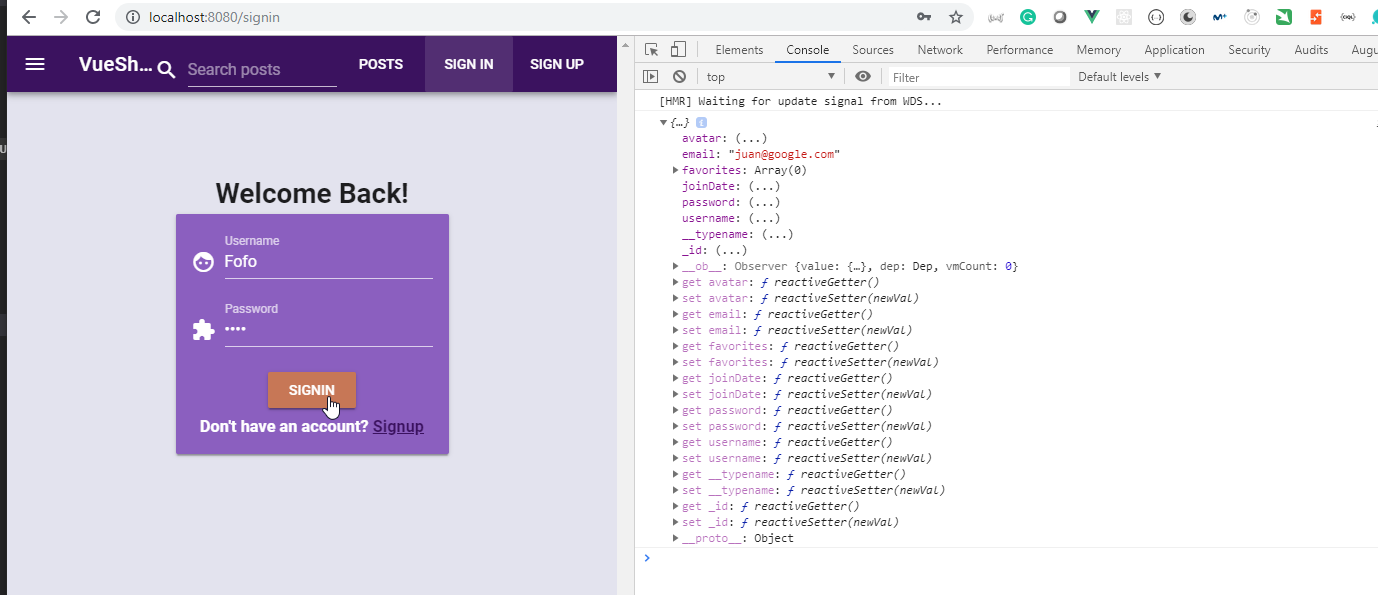 localhost:8080/signin
VueSh... Search posts POSTS SIGN IN SIGN UP
Welcome Back!
Username
Fofo
Password
••••
SIGNIN
Don't have an account? Signup
Elements Console Sources Network Performance Memory Application Security Audits Augu
top Filter Default levels ▼
[HMR] Waiting for update signal from WDS...
▼{…} i
avatar: (...)
email: "juan@google.com"
▶favorites: Array(0)
joinDate: (...)
password: (...)
username: (...)
__typename: (...)
_id: (...)
▶__ob__: Observer {value: {…}, dep: Dep, vmCount: 0}
▶get avatar: ƒ reactiveGetter()
▶set avatar: ƒ reactiveSetter(newVal)
▶get email: ƒ reactiveGetter()
▶set email: ƒ reactiveSetter(newVal)
▶get favorites: ƒ reactiveGetter()
▶set favorites: ƒ reactiveSetter(newVal)
▶get joinDate: ƒ reactiveGetter()
▶set joinDate: ƒ reactiveSetter(newVal)
▶get password: ƒ reactiveGetter()
▶set password: ƒ reactiveSetter(newVal)
▶get username: ƒ reactiveGetter()
▶set username: ƒ reactiveSetter(newVal)
▶get __typename: ƒ reactiveGetter()
▶set __typename: ƒ reactiveSetter(newVal)
▶get _id: ƒ reactiveGetter()
▶set _id: ƒ reactiveSetter(newVal)
▶__proto__: Object